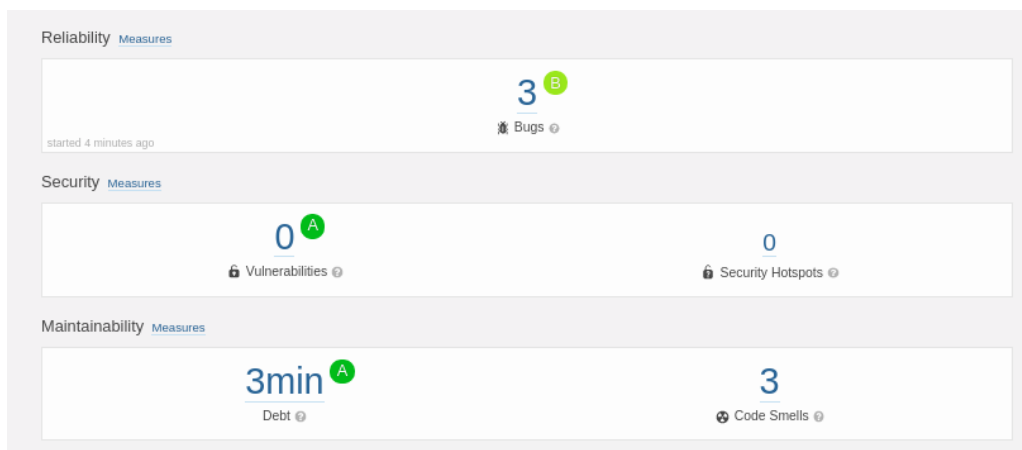 Reliability Measures
3 B
Bugs ?
started 4 minutes ago
Security Measures
0 A
Vulnerabilities ?
0
Security Hotspots ?
Maintainability Measures
3min A
Debt ?
3
Code Smells ?